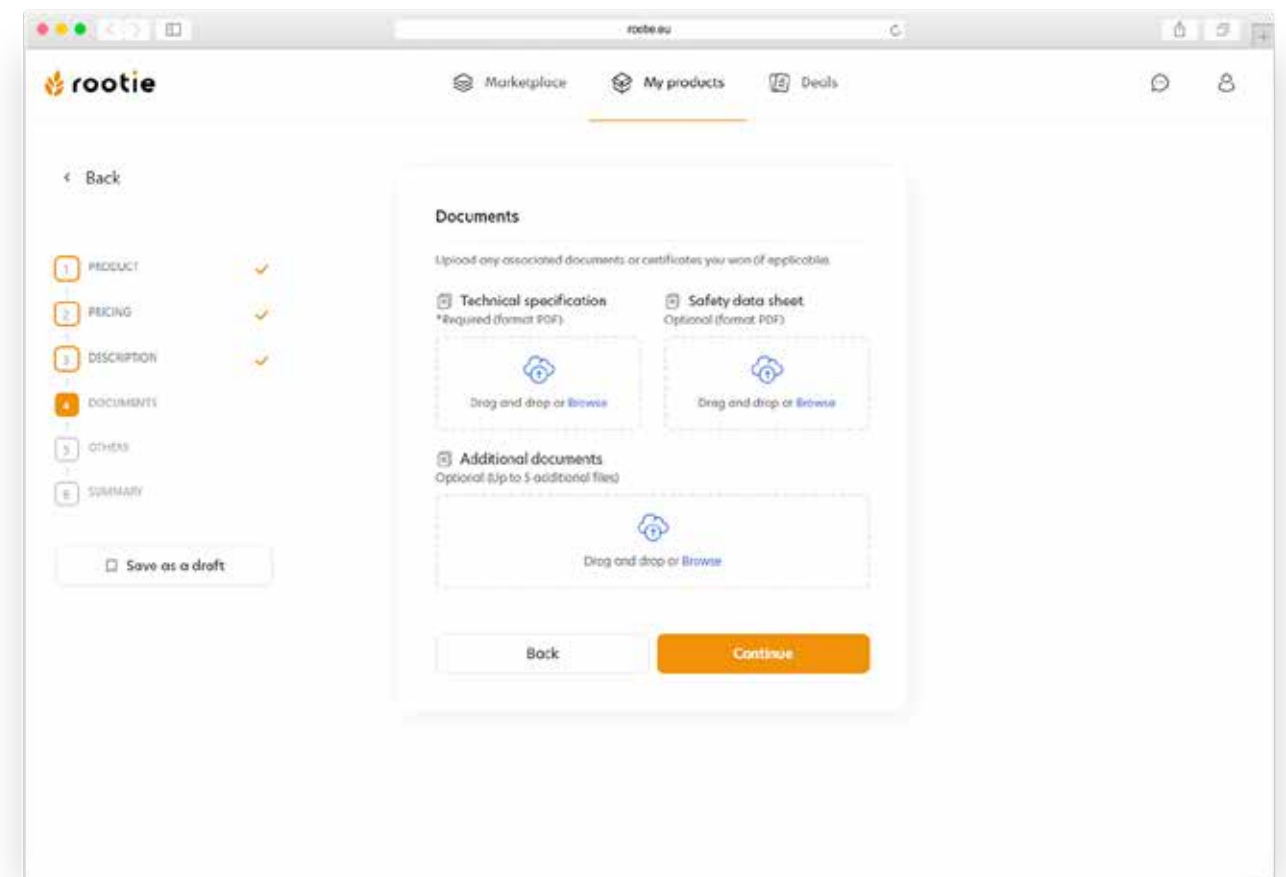 rootie.eu
rootie
Marketplace
My products
Deals
Back
Documents
Upload any associated documents or certificates you won (if applicable).
1 PRODUCT
2 PRICING
3 DISCRIPTION
4 DOCUMENTS
5 OTHERS
6 SUMMARY
Save as a draft
Technical specification
*Required (format PDF)
Drag and drop or Browse
Safety data sheet
Optional (format PDF)
Drag and drop or Browse
Additional documents
Optional (Up to 5 additional files)
Drag and drop or Browse
Back
Continue